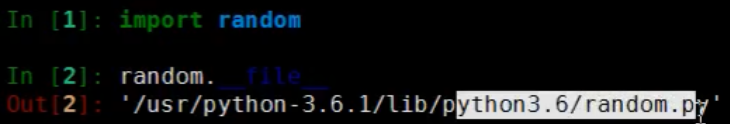 In [1]: import random
In [2]: random.__file__
Out[2]: '/usr/python-3.6.1/lib/python3.6/random.py'